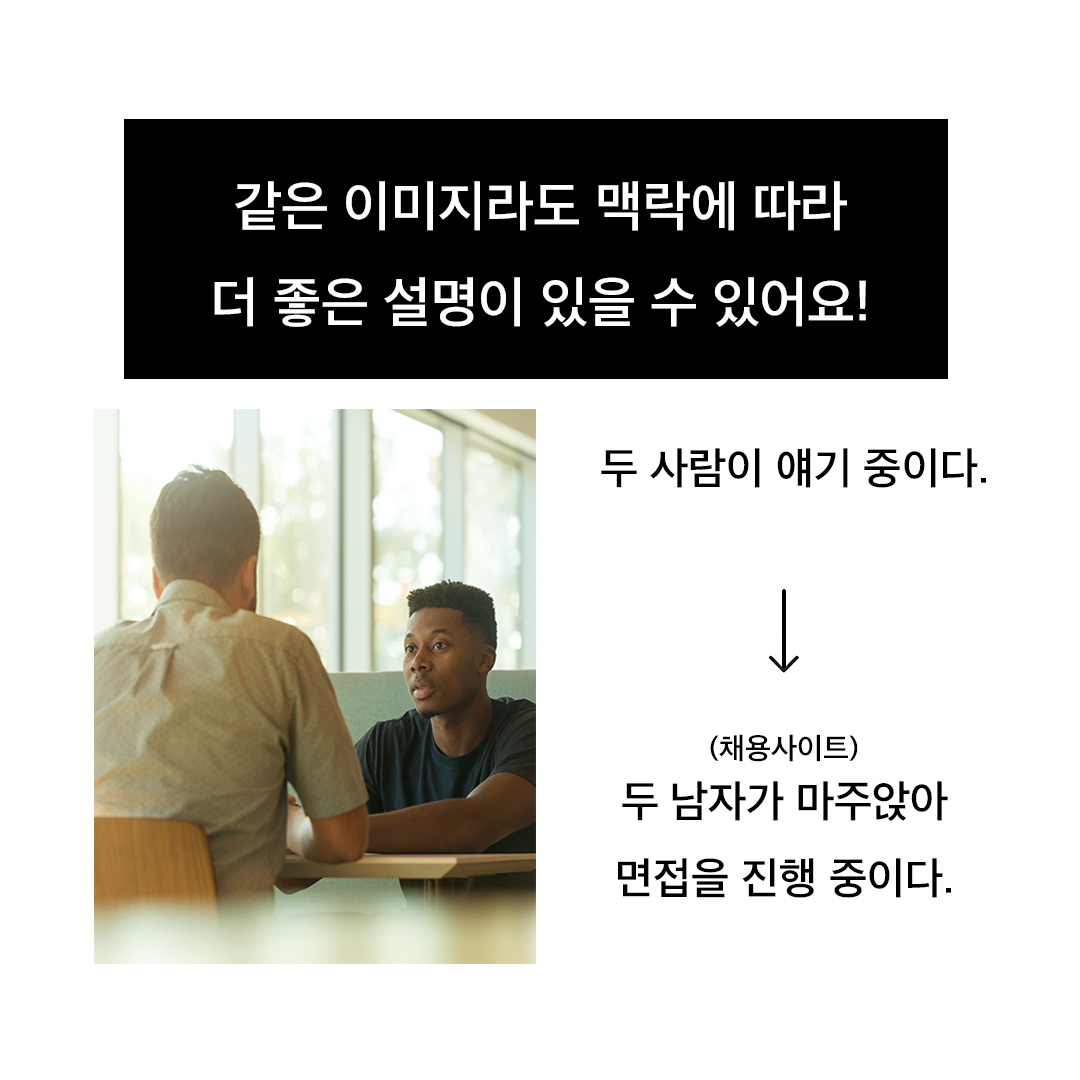 같은 이미지라도 맥락에 따라
더 좋은 설명이 있을 수 있어요!
두 사람이 얘기 중이다.
(채용사이트)
두 남자가 마주앉아
면접을 진행 중이다.